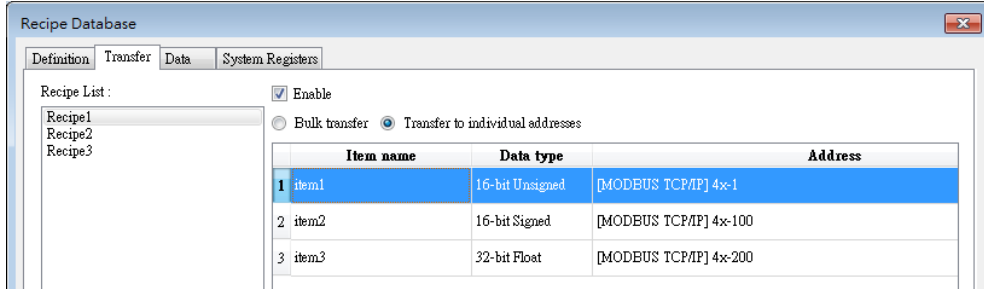 Recipe Database
Definition Transfer Data System Registers
Recipe List :
Recipe1
Recipe2
Recipe3
Enable
Bulk transfer Transfer to individual addresses
Item name Data type Address
1 item1 16-bit Unsigned [MODBUS TCP/IP] 4x-1
2 item2 16-bit Signed [MODBUS TCP/IP] 4x-100
3 item3 32-bit Float [MODBUS TCP/IP] 4x-200